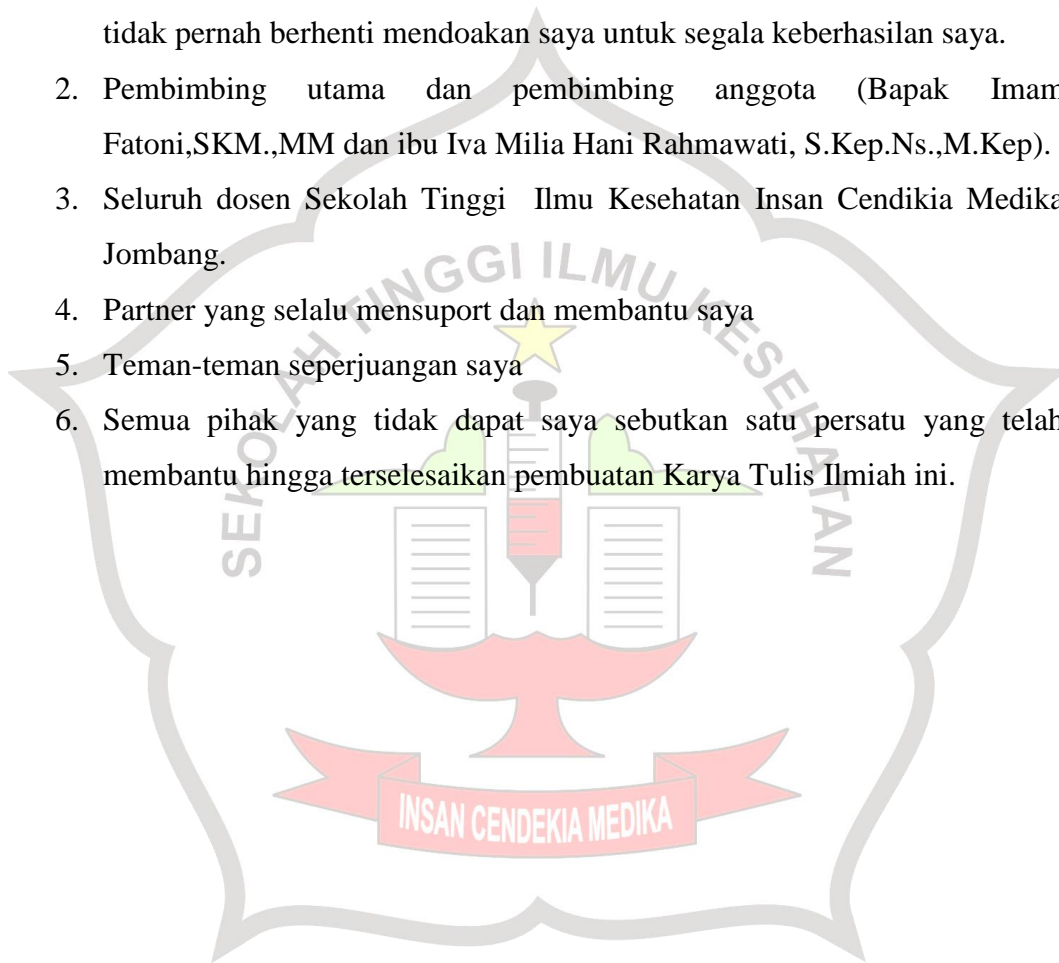 tidak pernah berhenti mendoakan saya untuk segala keberhasilan saya.
2. Pembimbing utama dan pembimbing anggota (Bapak Imam
Fatoni,SKM.,MM dan ibu Iva Milia Hani Rahmawati, S.Kep.Ns.,M.Kep).
3. Seluruh dosen Sekolah Tinggi Ilmu Kesehatan Insan Cendikia Medika
Jombang.
4. Partner yang selalu mensuport dan membantu saya
5. Teman-teman seperjuangan saya
6. Semua pihak yang tidak dapat saya sebutkan satu persatu yang telah
membantu hingga terselesaikan pembuatan Karya Tulis Ilmiah ini.
SEKOLAH TINGGI ILMU KESEHATAN
INSAN CENDEKIA MEDIKA